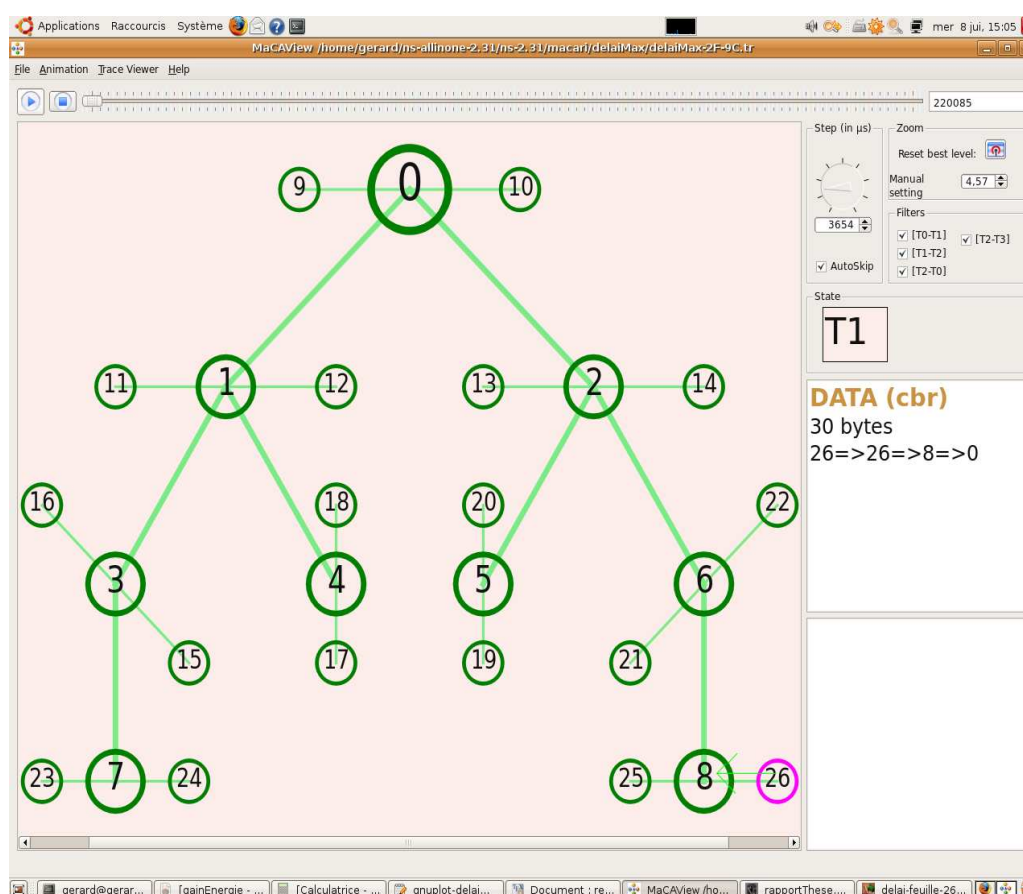 Applications Raccourcis Système mer 8 jui, 15:05
MaCAView /home/gerard/ns-allinone-2.31/ns-2.31/macari/delaiMax/delaiMax-2F-9C.tr
File Animation Trace Viewer Help
220085
Step (in µs)
3654
AutoSkip
Zoom
Reset best level:
Manual
setting
4,57
Filters
[T0-T1] [T2-T3]
[T1-T2]
[T2-T0]
State
T1
DATA (cbr)
30 bytes
26=>26=>8=>0
9 0 10
11 1 12 13 2 14
16 18 20 22
3 4 5 6
15 17 19 21
23 7 24 25 8 26
gerard@gerar... [gainEnergie - ... [Calculatrice - ... gnuplot-delai... Document : re... MaCAView /ho... rapportThese.... delai-feuille-26...